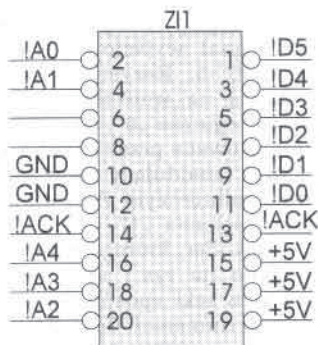 ZI1
!A0 2 1 !D5
!A1 4 3 !D4
6 5 !D3
8 7 !D2
GND 10 9 !D1
GND 12 11 !D0
!ACK 14 13 !ACK
!A4 16 15 +5V
!A3 18 17 +5V
!A2 20 19 +5V